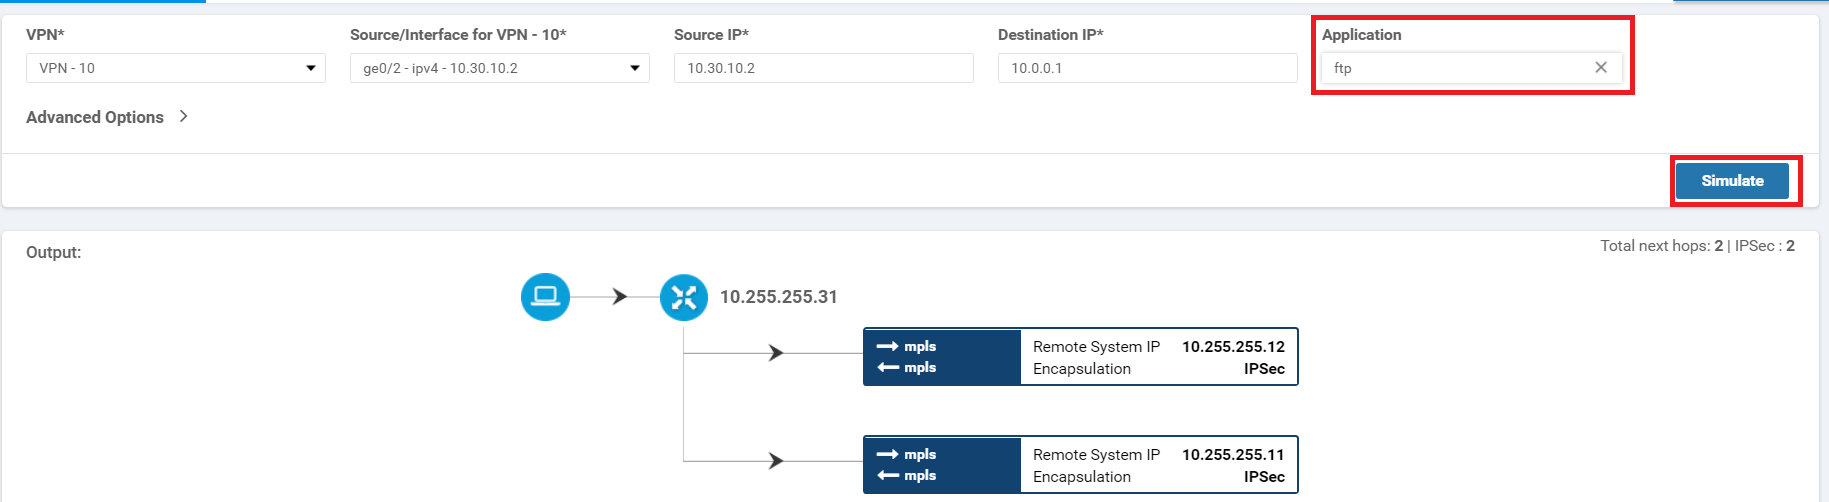 VPN*
Source/Interface for VPN - 10*
Source IP*
Destination IP*
Application
VPN - 10
ge0/2 - ipv4 - 10.30.10.2
10.30.10.2
10.0.0.1
ftp
Advanced Options
Simulate
Output:
Total next hops: 2 | IPSec : 2
10.255.255.31
mpls
mpls
Remote System IP 10.255.255.12
Encapsulation IPSec
mpls
mpls
Remote System IP 10.255.255.11
Encapsulation IPSec